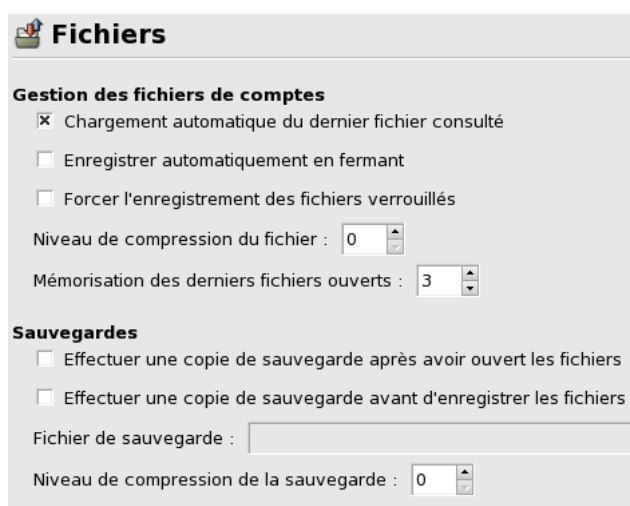 Fichiers
Gestion des fichiers de comptes
Chargement automatique du dernier fichier consulté
Enregistrer automatiquement en fermant
Forcer l'enregistrement des fichiers verrouillés
Niveau de compression du fichier : 0
Mémorisation des derniers fichiers ouverts : 3
Sauvegardes
Effectuer une copie de sauvegarde après avoir ouvert les fichiers
Effectuer une copie de sauvegarde avant d'enregistrer les fichiers
Fichier de sauvegarde :
Niveau de compression de la sauvegarde : 0